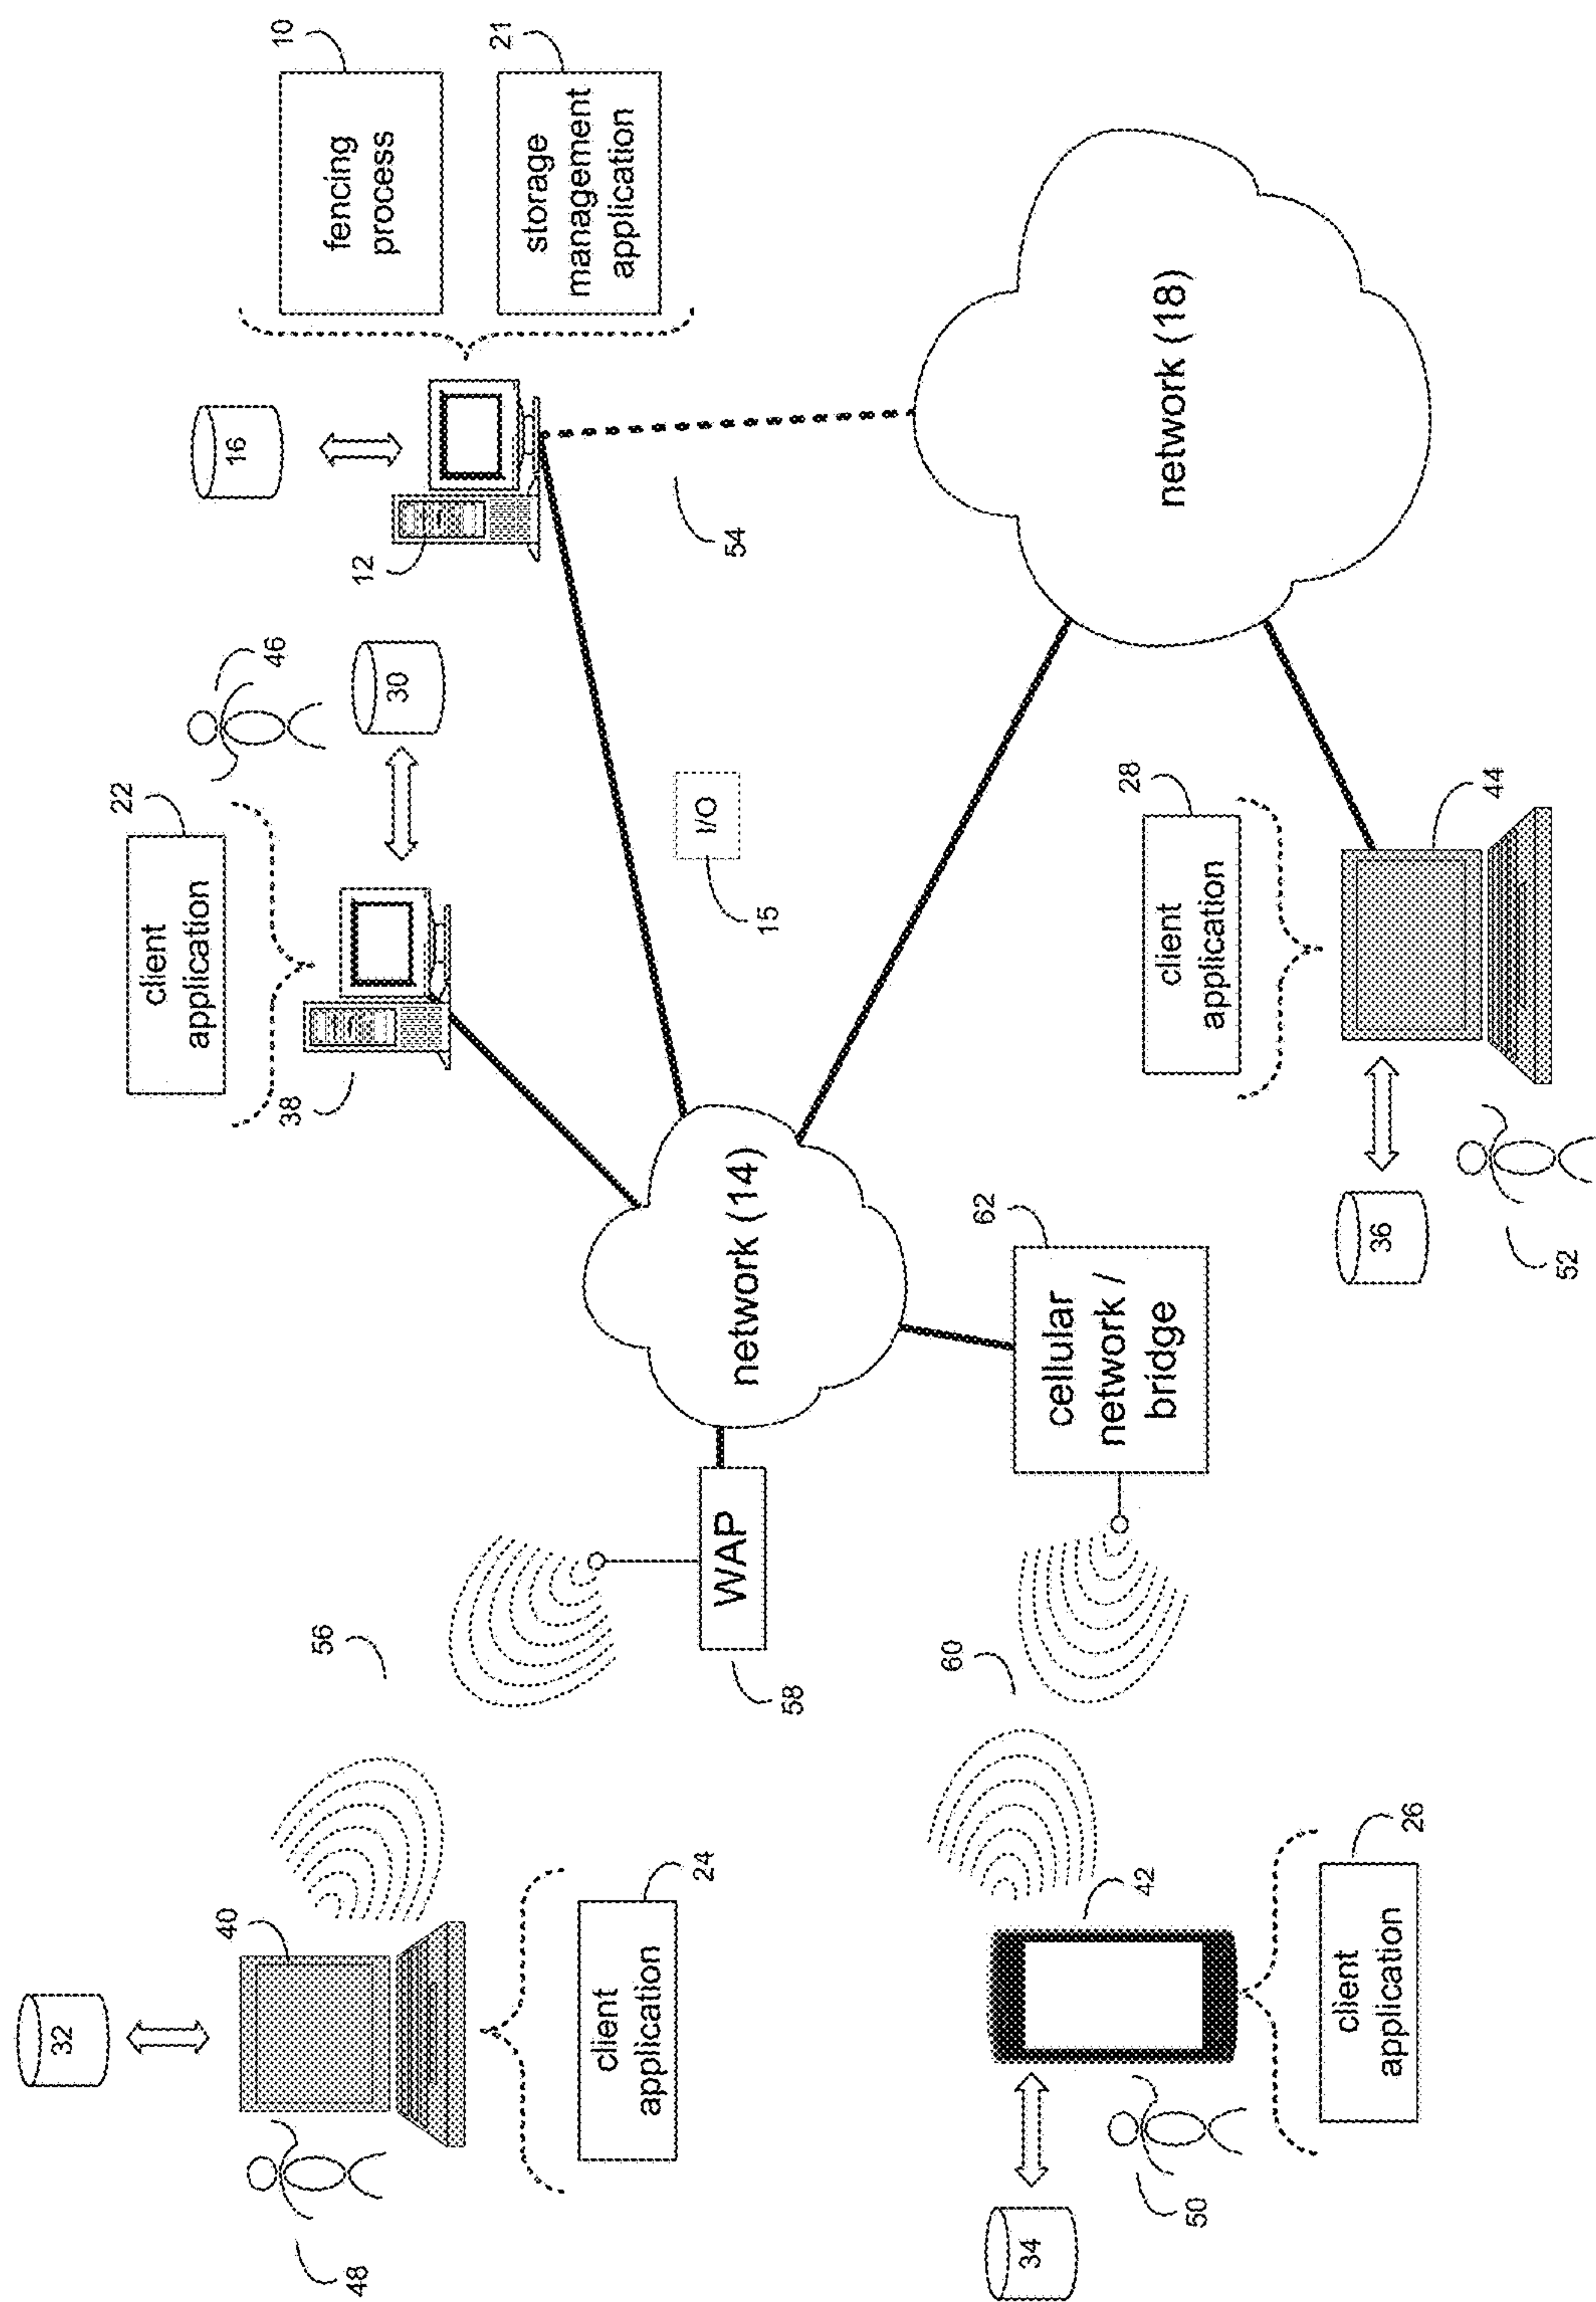 32
40
48
client
application
24
56
WAP
58
client
application
22
38
46
30
16
12
fencing
process
10
storage
management
application
21
54
I/O
15
network (14)
network (18)
34
42
50
client
application
26
60
cellular
network /
bridge
62
client
application
28
44
36
52